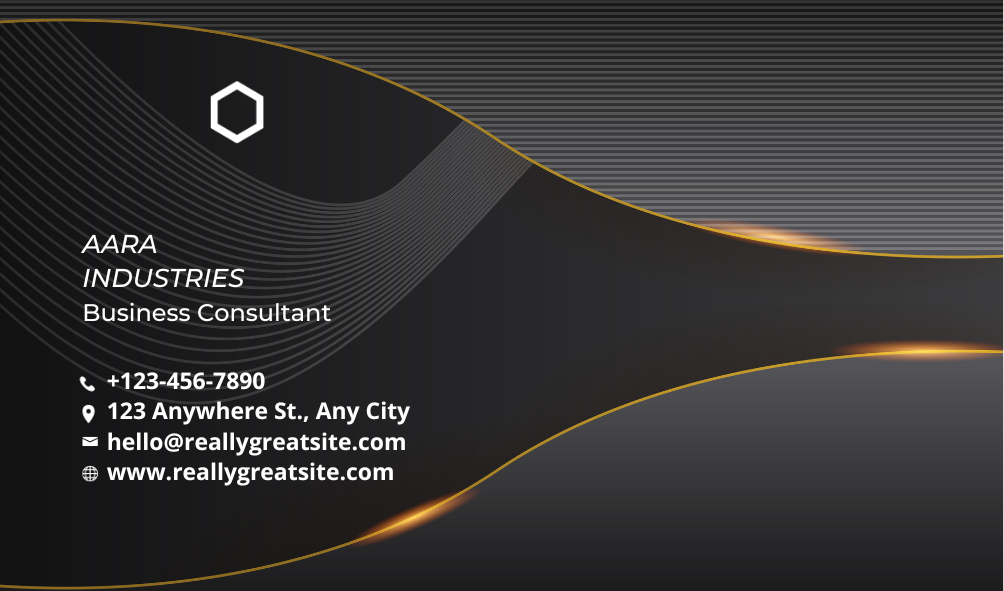 AARA
INDUSTRIES
Business Consultant
+123-456-7890
123 Anywhere St., Any City
hello@reallygreatsite.com
www.reallygreatsite.com